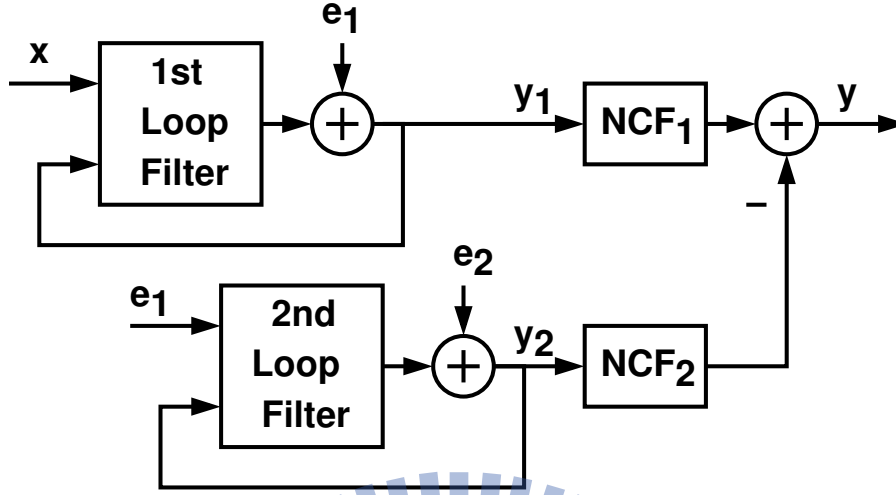 x
1st
Loop
Filter
e₁
+
y₁
NCF₁
+
y
−
e₁
2nd
Loop
Filter
e₂
+
y₂
NCF₂